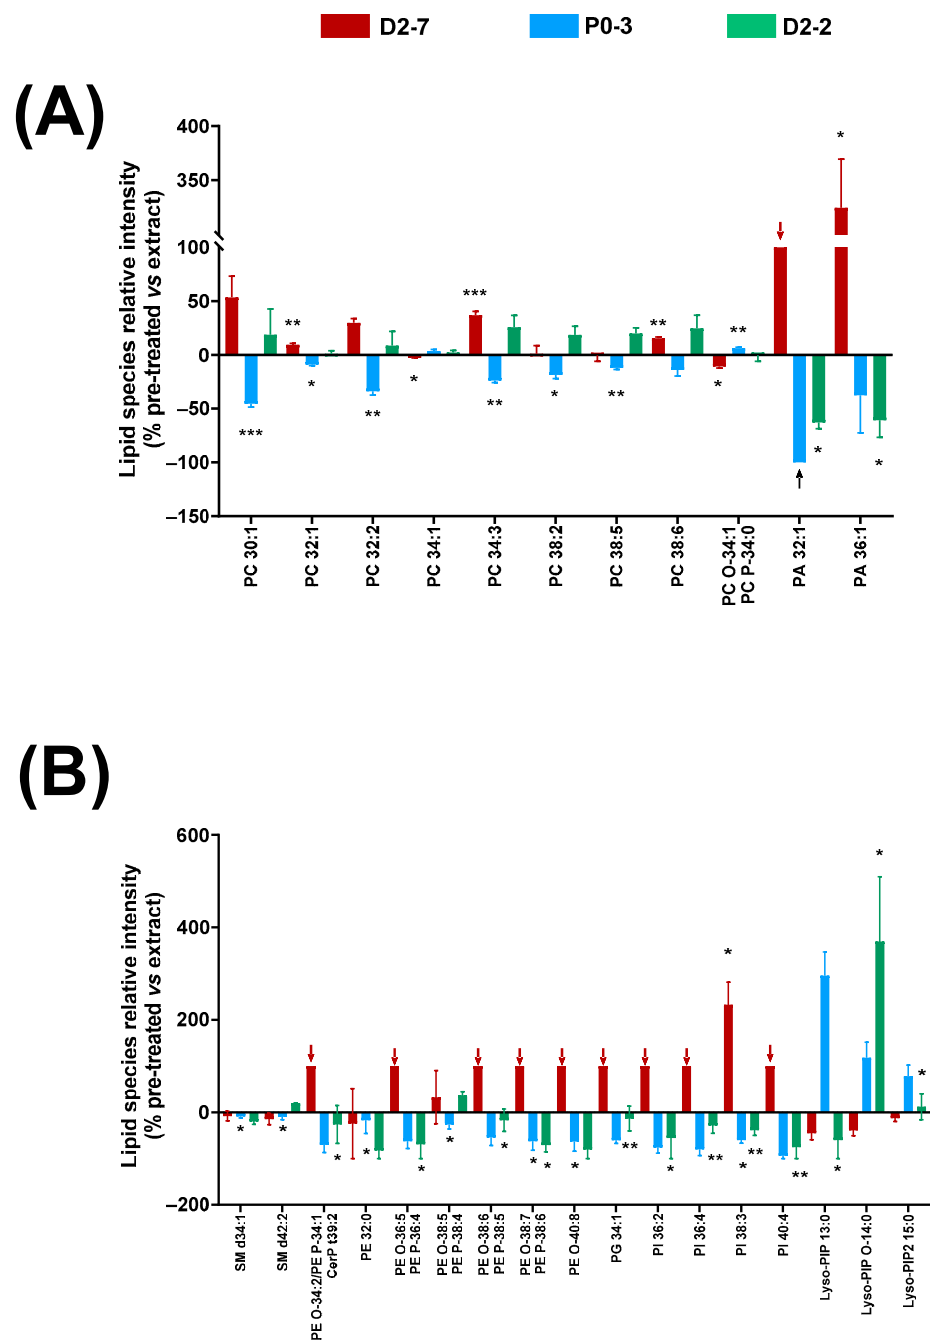 D2-7 P0-3 D2-2
(A)
Lipid species relative intensity
(% pre-treated vs extract)
400
350
100
50
0
−50
−100
−150
**
***
**
**
*
***
*
**
*
**
*
**
*
*
*
PC 30:1
PC 32:1
PC 32:2
PC 34:1
PC 34:3
PC 38:2
PC 38:5
PC 38:6
PC O-34:1
PC P-34:0
PA 32:1
PA 36:1
(B)
Lipid species relative intensity
(% pre-treated vs extract)
600
400
200
0
−200
*
*
*
*
*
*
*
*
*
*
*
**
*
**
*
**
**
*
*
*
*
SM d34:1
SM d42:2
PE O-34:2/PE P-34:1
CerP t39:2
PE 32:0
PE O-36:5
PE P-36:4
PE O-38:5
PE P-38:4
PE O-38:6
PE P-38:5
PE O-38:7
PE P-38:6
PE O-40:8
PG 34:1
PI 36:2
PI 36:4
PI 38:3
PI 40:4
Lyso-PIP 13:0
Lyso-PIP O-14:0
Lyso-PIP2 15:0